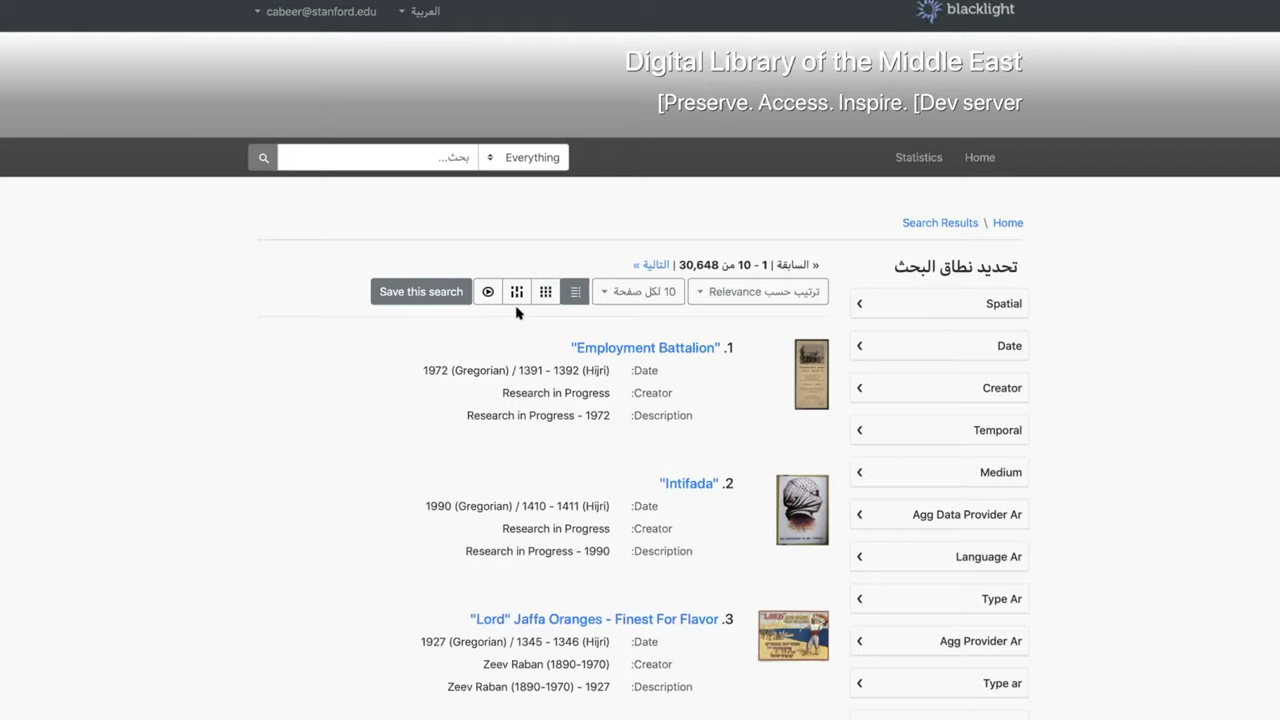 blacklight
العربية
cabeer@stanford.edu
Digital Library of the Middle East
[Preserve. Access. Inspire. [Dev server
Home
Statistics
Everything
بحث...
Home \ Search Results
تحديد نطاق البحث
Spatial
Date
Creator
Temporal
Medium
Agg Data Provider Ar
Language Ar
Type Ar
Agg Provider Ar
Type ar
« السابقة | 1 - 10 من 30,648 | التالية »
ترتيب حسب Relevance
10 لكل صفحة
Save this search
1. "Employment Battalion"
Date:
1972 (Gregorian) / 1391 - 1392 (Hijri)
Creator:
Research in Progress
Description:
Research in Progress - 1972
2. "Intifada"
Date:
1990 (Gregorian) / 1410 - 1411 (Hijri)
Creator:
Research in Progress
Description:
Research in Progress - 1990
3. "Lord" Jaffa Oranges - Finest For Flavor
Date:
1927 (Gregorian) / 1345 - 1346 (Hijri)
Creator:
Zeev Raban (1890-1970)
Description:
Zeev Raban (1890-1970) - 1927